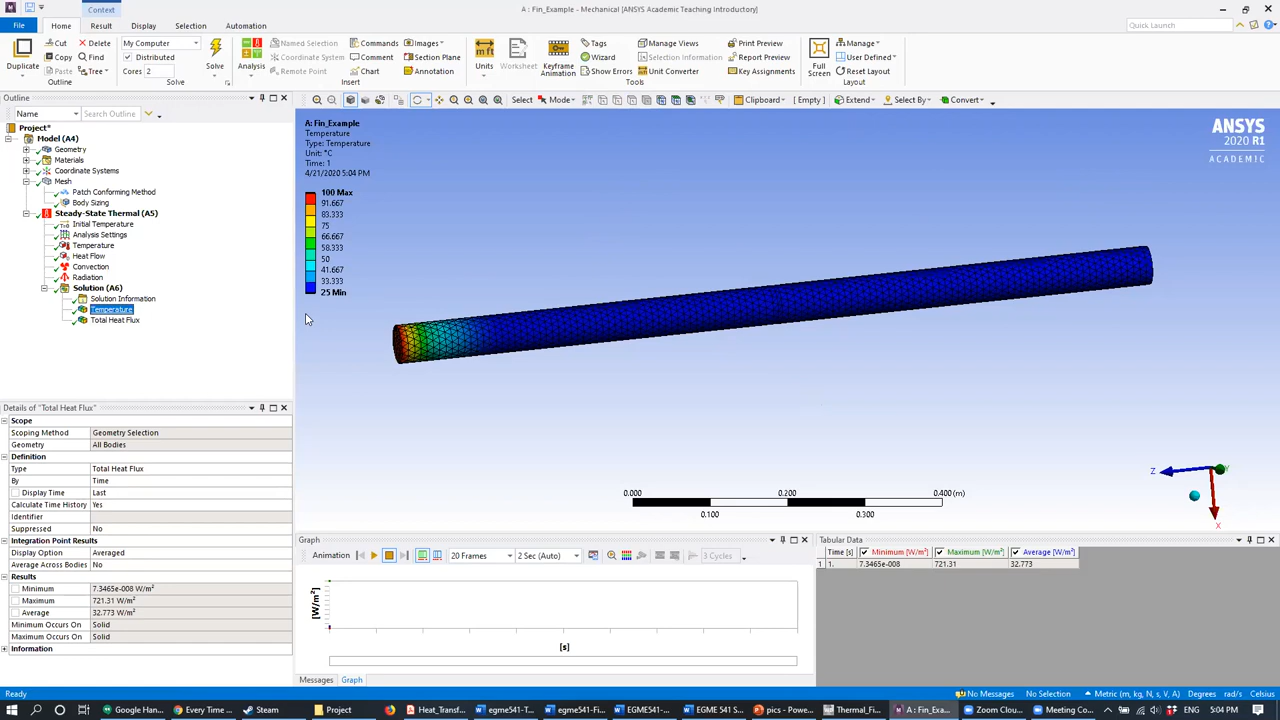 Context
A : Fin_Example - Mechanical [ANSYS Academic Teaching Introductory]
File Home Result Display Selection Automation
Quick Launch
Duplicate
Cut
Copy
Paste
Delete
Find
Tree
Outline
My Computer
Distributed
Cores 2
Solve
Solve
Analysis
Named Selection
Coordinate System
Remote Point
Commands
Comment
Chart
Images
Section Plane
Annotation
Insert
Units
Worksheet
Keyframe
Animation
Tags
Wizard
Show Errors
Manage Views
Selection Information
Unit Converter
Print Preview
Report Preview
Key Assignments
Tools
Full
Screen
Manage
User Defined
Reset Layout
Layout
Outline
Name Search Outline
Select Mode Clipboard [ Empty ] Extend Select By Convert
Project*
Model (A4)
Geometry
Materials
Coordinate Systems
Mesh
Patch Conforming Method
Body Sizing
Steady-State Thermal (A5)
Initial Temperature
Analysis Settings
Temperature
Heat Flow
Convection
Radiation
Solution (A6)
Solution Information
Temperature
Total Heat Flux
A: Fin_Example
Temperature
Type: Temperature
Unit: °C
Time: 1
4/21/2020 5:04 PM
100 Max
91.667
83.333
75
66.667
58.333
50
41.667
33.333
25 Min
ANSYS
2020 R1
ACADEMIC
Z
Y
X
0.000 0.200 0.400 (m)
0.100 0.300
Details of "Total Heat Flux"
Scope
Scoping Method Geometry Selection
Geometry All Bodies
Definition
Type Total Heat Flux
By Time
Display Time Last
Calculate Time History Yes
Identifier
Suppressed No
Integration Point Results
Display Option Averaged
Average Across Bodies No
Results
Minimum 7.3465e-008 W/m²
Maximum 721.31 W/m²
Average 32.773 W/m²
Minimum Occurs On Solid
Maximum Occurs On Solid
Information
Graph
Animation 20 Frames 2 Sec (Auto) 3 Cycles
[W/m²]
[s]
Messages Graph
Tabular Data
Time [s] Minimum [W/m²] Maximum [W/m²] Average [W/m²]
1 1. 7.3465e-008 721.31 32.773
Ready
No Messages No Selection Metric (m, kg, N, s, V, A) Degrees rad/s Celsius
Google Han...
Every Time ...
Steam
Heat_Transf...
egme541-...
egme541-Fi...
EGME541-...
EGME 541 S...
pics - Power...
Thermal_Fi...
A : Fin_Exa...
Zoom Clou...
Meeting Co...
ENG
5:04 PM